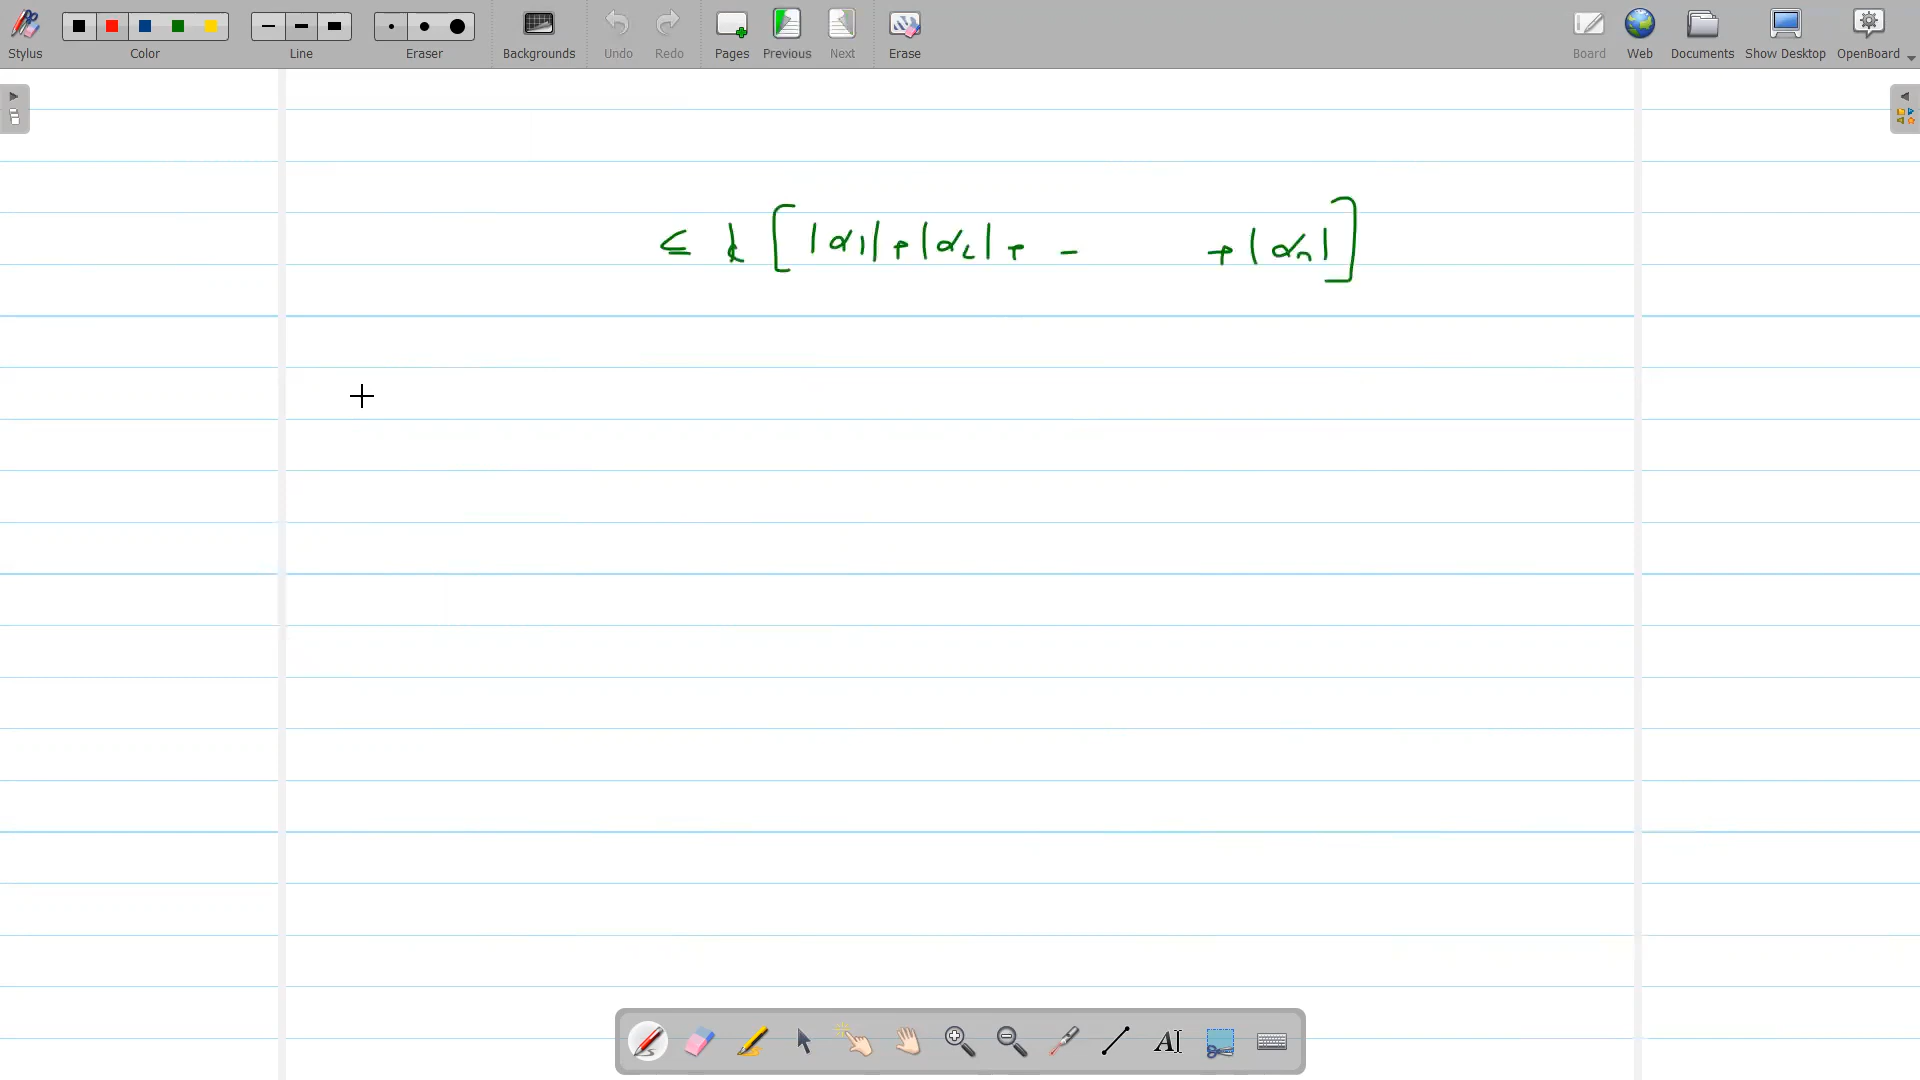 Stylus Color Line Eraser Backgrounds Undo Redo Pages Previous Next Erase Board Web Documents Show Desktop OpenBoard
≤ k [ |α1| + |α2| + - + |αn| ]